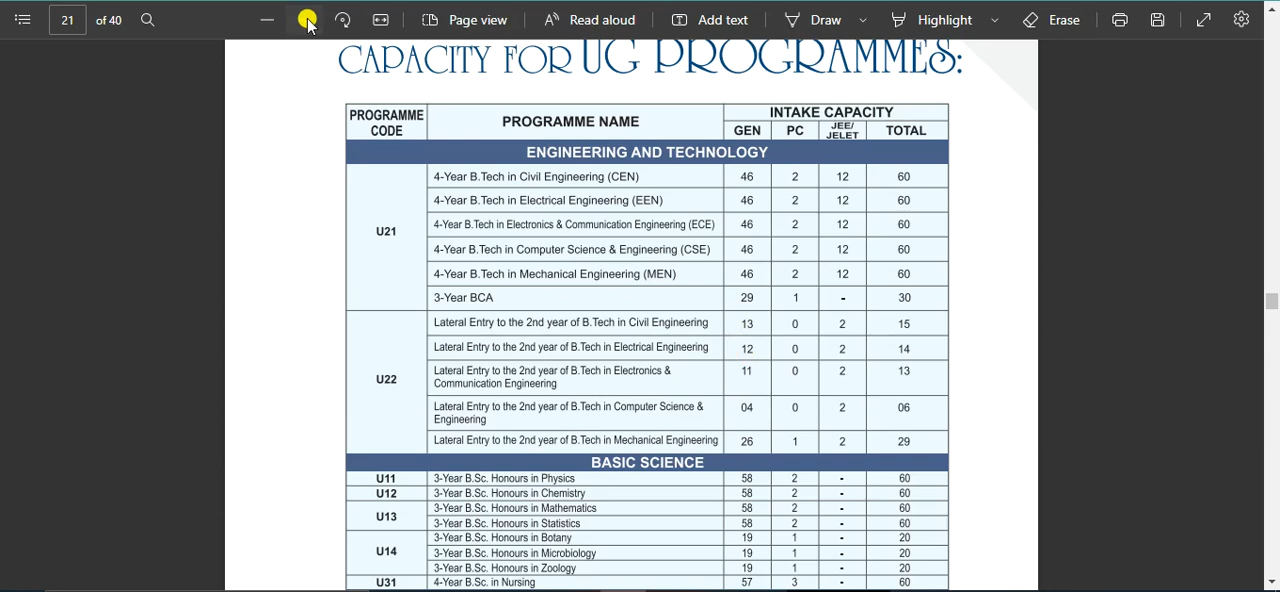 21 of 40 Page view Read aloud Add text Draw Highlight Erase
CAPACITY FOR UG PROGRAMMES:
PROGRAMME CODE PROGRAMME NAME INTAKE CAPACITY
GEN PC JEE/JELET TOTAL
ENGINEERING AND TECHNOLOGY
U21
4-Year B.Tech in Civil Engineering (CEN) 46 2 12 60
4-Year B.Tech in Electrical Engineering (EEN) 46 2 12 60
4-Year B.Tech in Electronics & Communication Engineering (ECE) 46 2 12 60
4-Year B.Tech in Computer Science & Engineering (CSE) 46 2 12 60
4-Year B.Tech in Mechanical Engineering (MEN) 46 2 12 60
3-Year BCA 29 1 - 30
U22
Lateral Entry to the 2nd year of B.Tech in Civil Engineering 13 0 2 15
Lateral Entry to the 2nd year of B.Tech in Electrical Engineering 12 0 2 14
Lateral Entry to the 2nd year of B.Tech in Electronics & 11 0 2 13
Communication Engineering
Lateral Entry to the 2nd year of B.Tech in Computer Science & 04 0 2 06
Engineering
Lateral Entry to the 2nd year of B.Tech in Mechanical Engineering 26 1 2 29
BASIC SCIENCE
U11 3-Year B.Sc. Honours in Physics 58 2 - 60
U12 3-Year B.Sc. Honours in Chemistry 58 2 - 60
U13
3-Year B.Sc. Honours in Mathematics 58 2 - 60
3-Year B.Sc. Honours in Statistics 58 2 - 60
U14
3-Year B.Sc. Honours in Botany 19 1 - 20
3-Year B.Sc. Honours in Microbiology 19 1 - 20
3-Year B.Sc. Honours in Zoology 19 1 - 20
U31 4-Year B.Sc. in Nursing 57 3 - 60